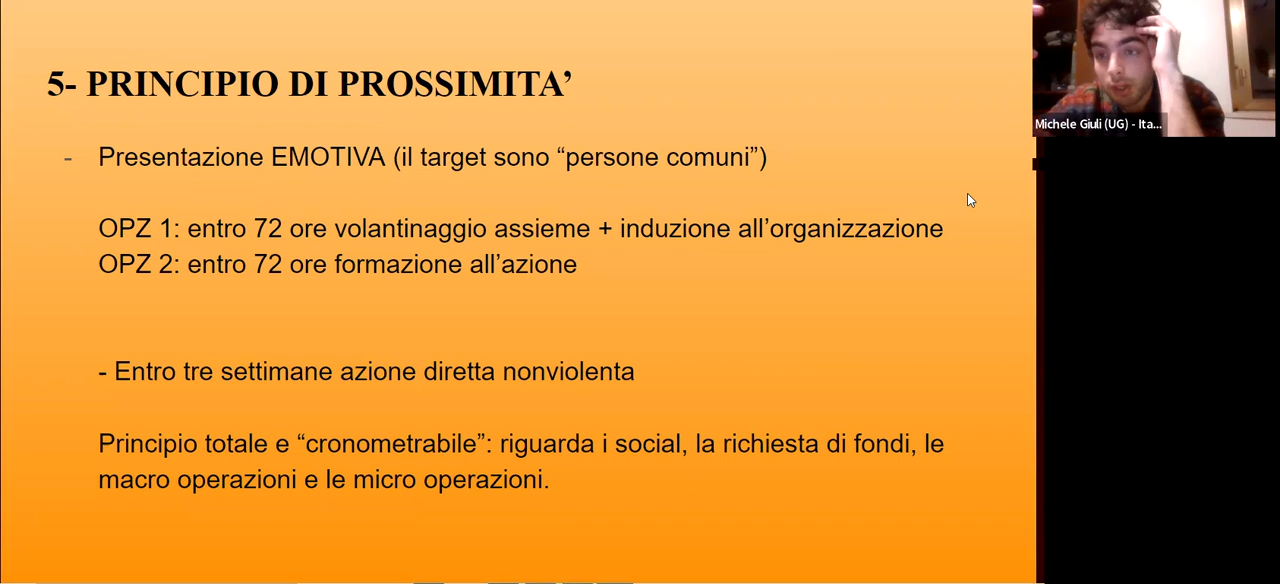 5- PRINCIPIO DI PROSSIMITA’
- Presentazione EMOTIVA (il target sono “persone comuni”)
OPZ 1: entro 72 ore volantinaggio assieme + induzione all’organizzazione
OPZ 2: entro 72 ore formazione all’azione
- Entro tre settimane azione diretta nonviolenta
Principio totale e “cronometrabile”: riguarda i social, la richiesta di fondi, le
macro operazioni e le micro operazioni.
Michele Giuli (UG) - Ita...